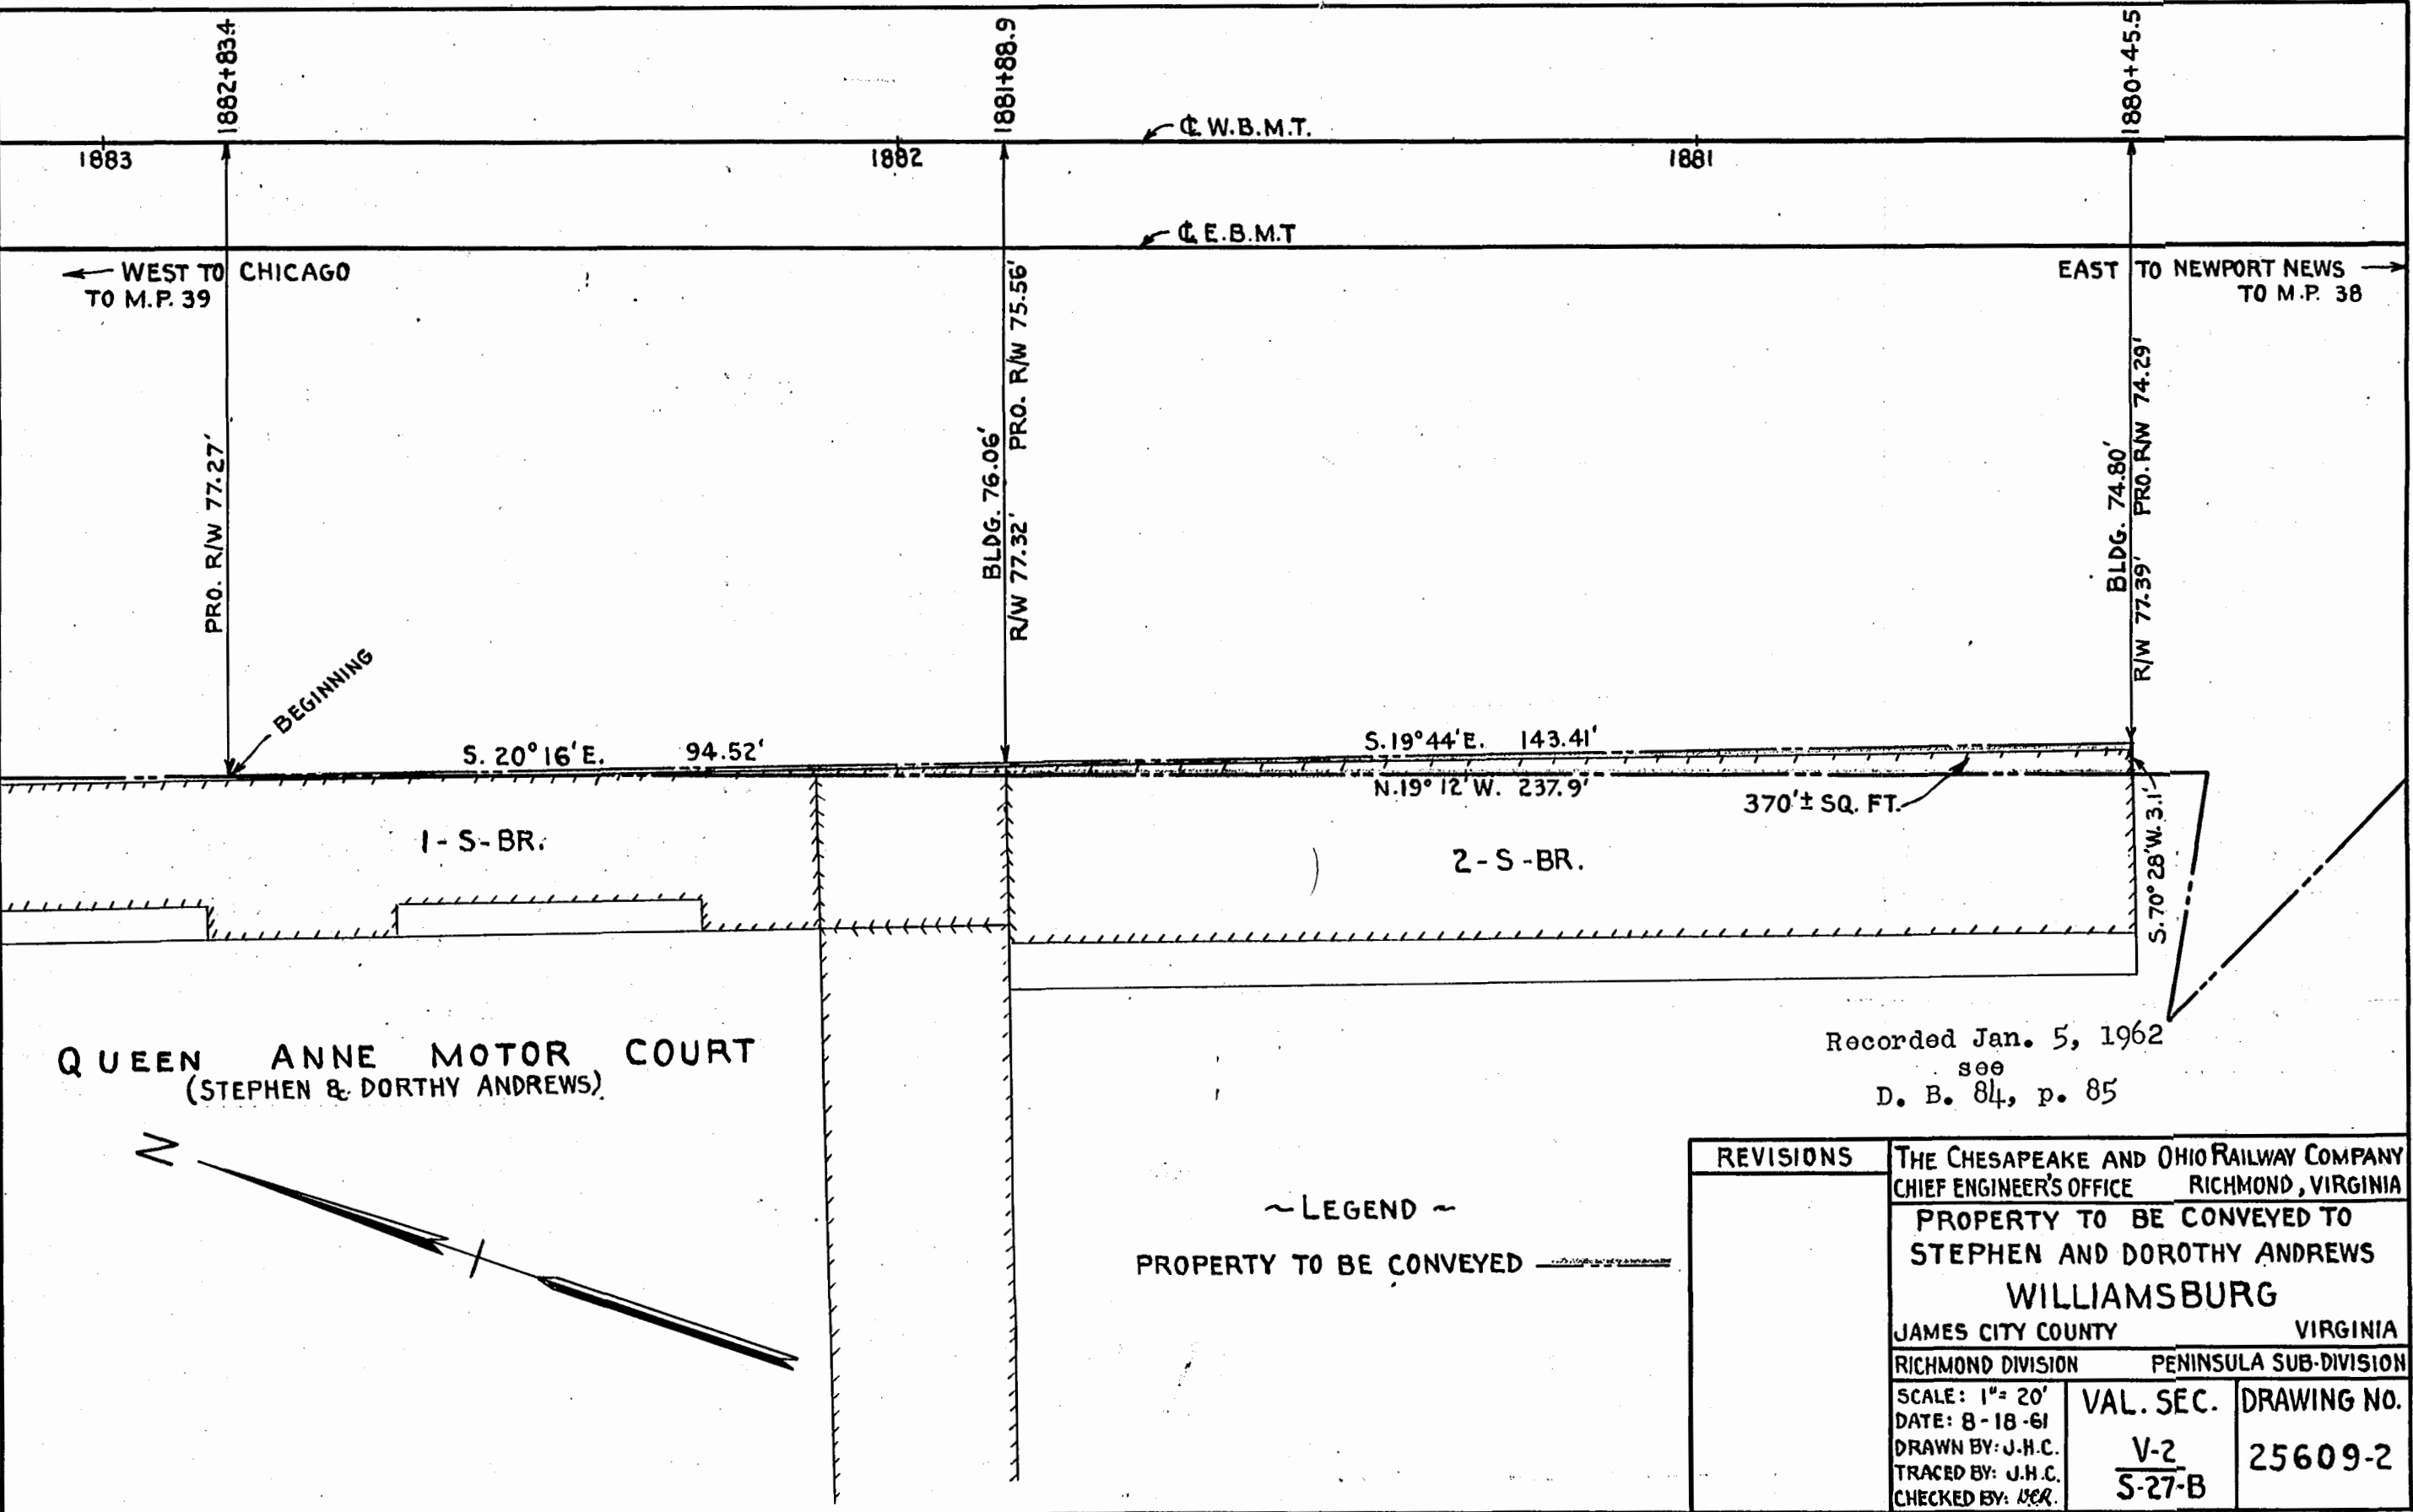 1882+83.4
1881+88.9
1880+45.5
℄ W.B.M.T.
1883
1882
1881
℄ E.B.M.T
WEST TO CHICAGO
TO M.P. 39
EAST TO NEWPORT NEWS
TO M.P. 38
PRO. R/W 77.27'
BLDG. 76.06'
PRO. R/W 75.56'
R/W 77.32'
BLDG. 74.80'
PRO. R/W 74.29'
R/W 77.39'
BEGINNING
S. 20° 16' E. 94.52'
S. 19° 44' E. 143.41'
N. 19° 12' W. 237.9'
370'± SQ. FT.
S. 70° 28' W. 3.1'
1-S-BR.
2-S-BR.
QUEEN ANNE MOTOR COURT
(STEPHEN & DORTHY ANDREWS)
N
Recorded Jan. 5, 1962
see
D. B. 84, p. 85
~ LEGEND ~
PROPERTY TO BE CONVEYED
REVISIONS
THE CHESAPEAKE AND OHIO RAILWAY COMPANY
CHIEF ENGINEER'S OFFICE RICHMOND, VIRGINIA
PROPERTY TO BE CONVEYED TO
STEPHEN AND DOROTHY ANDREWS
WILLIAMSBURG
JAMES CITY COUNTY VIRGINIA
RICHMOND DIVISION PENINSULA SUB-DIVISION
SCALE: 1"= 20'
DATE: 8-18-61
DRAWN BY: J.H.C.
TRACED BY: J.H.C.
CHECKED BY:
VAL. SEC.
V-2
S-27-B
DRAWING NO.
25609-2